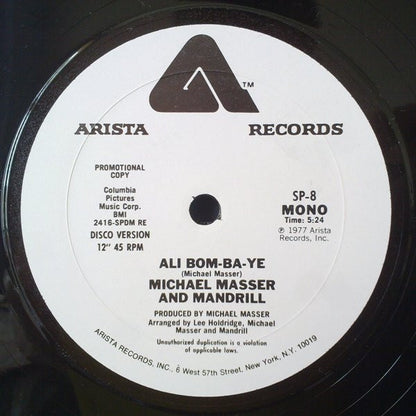 TM
ARISTA RECORDS
PROMOTIONAL
COPY
Columbia
Pictures
Music Corp.
BMI
2416-SPDM RE
DISCO VERSION
12" 45 RPM
SP-8
MONO
Time: 5:24
℗ 1977 Arista
Records, Inc.
ALI BOM-BA-YE
(Michael Masser)
MICHAEL MASSER
AND MANDRILL
PRODUCED BY MICHAEL MASSER
Arranged by Lee Holdridge, Michael
Masser and Mandrill
Unauthorized duplication is a violation
of applicable laws.
ARISTA RECORDS, INC., 6 West 57th Street, New York, N.Y. 10019